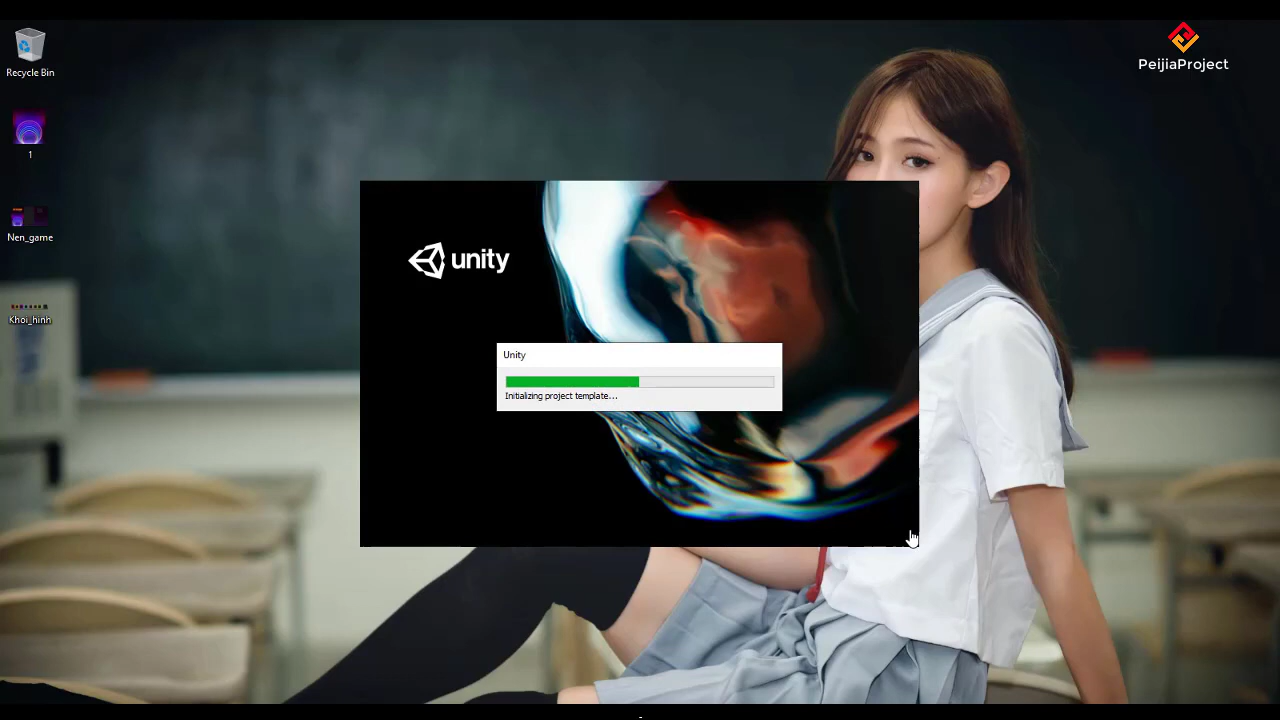 Recycle Bin
PeijiaProject
1
Nen_game
Khoi_hinh
unity
Unity
Initializing project template...